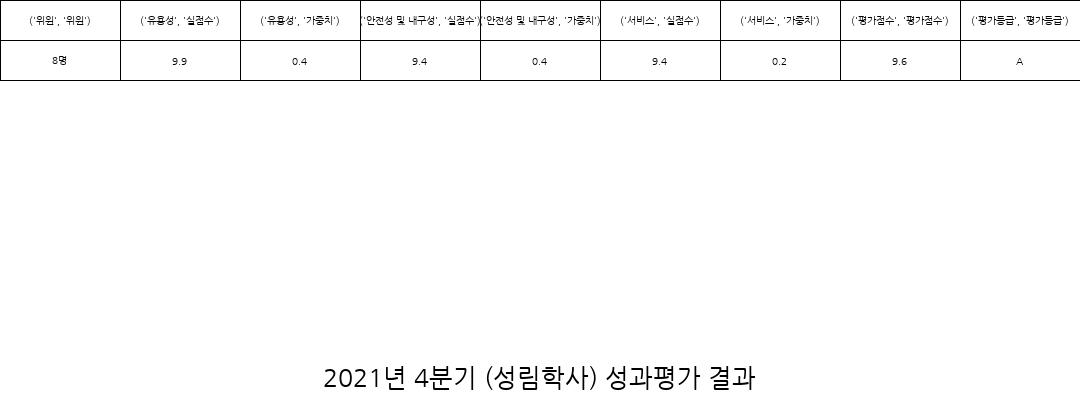 ('위원', '위원') ('유용성', '실점수') ('유용성', '가중치') ('안전성 및 내구성', '실점수') ('안전성 및 내구성', '가중치') ('서비스', '실점수') ('서비스', '가중치') ('평가점수', '평가점수') ('평가등급', '평가등급')
8명 9.9 0.4 9.4 0.4 9.4 0.2 9.6 A
2021년 4분기 (성림학사) 성과평가 결과